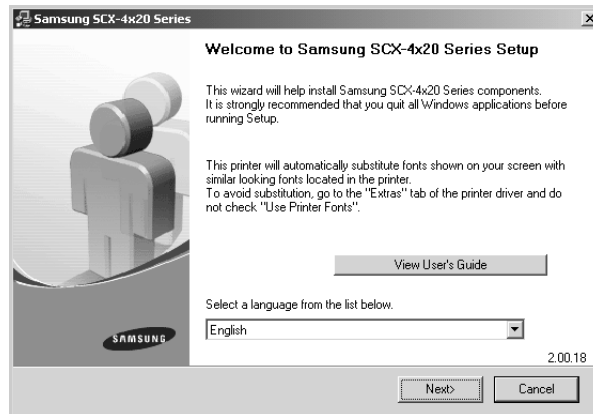 Samsung SCX-4x20 Series
Welcome to Samsung SCX-4x20 Series Setup
This wizard will help install Samsung SCX-4x20 Series components.
It is strongly recommended that you quit all Windows applications before
running Setup.
This printer will automatically substitute fonts shown on your screen with
similar looking fonts located in the printer.
To avoid substitution, go to the "Extras" tab of the printer driver and do
not check "Use Printer Fonts".
View User's Guide
Select a language from the list below.
English
SAMSUNG
2.00.18
Next>
Cancel